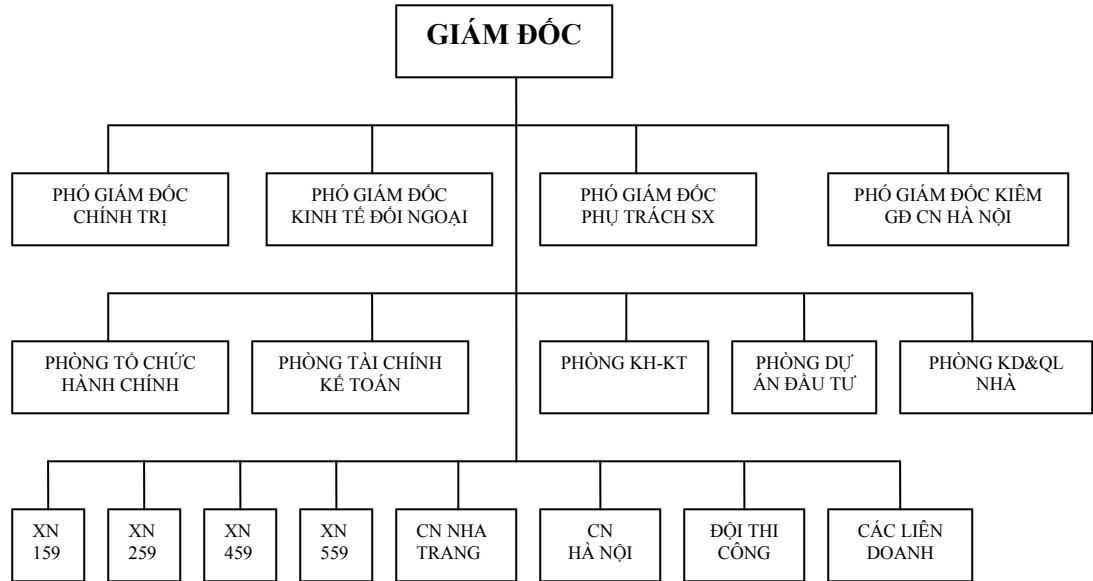 GIÁM ĐỐC
PHÓ GIÁM ĐỐC
CHÍNH TRỊ
PHÓ GIÁM ĐỐC
KINH TẾ ĐỐI NGOẠI
PHÓ GIÁM ĐỐC
PHỤ TRÁCH SX
PHÓ GIÁM ĐỐC KIÊM
GĐ CN HÀ NỘI
PHÒNG TỔ CHỨC
HÀNH CHÍNH
PHÒNG TÀI CHÍNH
KẾ TOÁN
PHÒNG KH-KT
PHÒNG DỰ
ÁN ĐẦU TƯ
PHÒNG KD&QL
NHÀ
XN
159
XN
259
XN
459
XN
559
CN NHA
TRANG
CN
HÀ NỘI
ĐỘI THI
CÔNG
CÁC LIÊN
DOANH